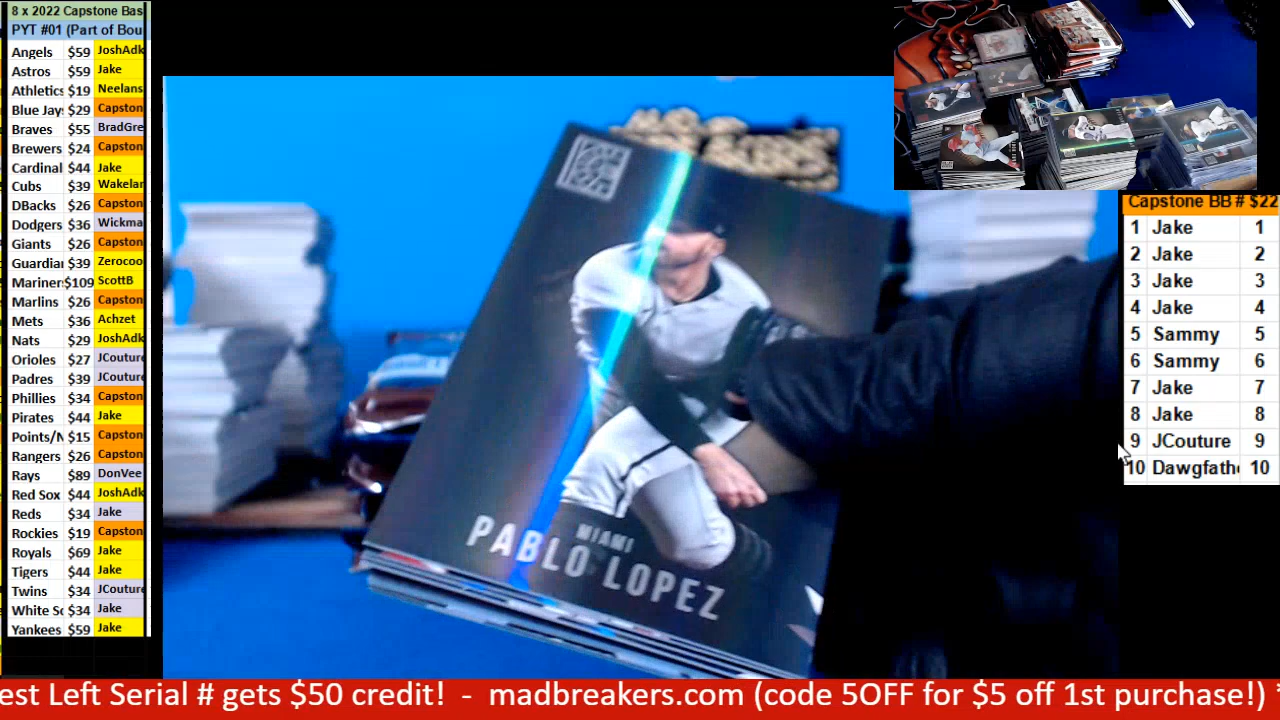 8 x 2022 Capstone Bas
PYT #01 (Part of Bou
Angels $59 JoshAdk
Astros $59 Jake
Athletics $19 Neelans
Blue Jay $29 Capston
Braves $55 BradGre
Brewers $24 Capston
Cardinal $44 Jake
Cubs $39 Wakelan
DBacks $26 Capston
Dodgers $36 Wickma
Giants $26 Capston
Guardian $39 Zerocoo
Mariner $109 ScottB
Marlins $26 Capston
Mets $36 Achzet
Nats $29 JoshAdk
Orioles $27 JCouture
Padres $39 JCouture
Phillies $34 Capston
Pirates $44 Jake
Points/N $15 Capston
Rangers $26 Capston
Rays $89 DonVee
Red Sox $44 JoshAdk
Reds $34 Jake
Rockies $19 Capston
Royals $69 Jake
Tigers $44 Jake
Twins $34 JCouture
White So $34 Jake
Yankees $59 Jake
MIAMI
PABLO LOPEZ
Capstone BB # $22
1 Jake 1
2 Jake 2
3 Jake 3
4 Jake 4
5 Sammy 5
6 Sammy 6
7 Jake 7
8 Jake 8
9 JCouture 9
10 Dawgfath 10
est Left Serial # gets $50 credit! - madbreakers.com (code 5OFF for $5 off 1st purchase!) *